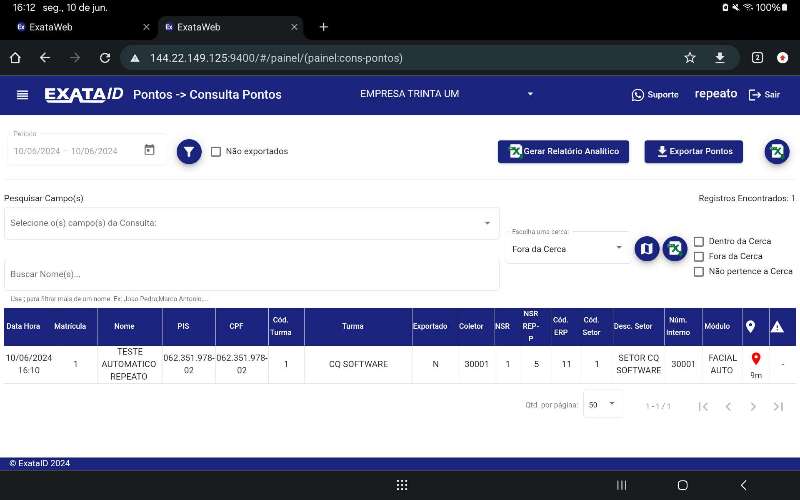 16:12 seg., 10 de jun. 100%
ExataWeb ExataWeb
144.22.149.125:9400/#/painel/(painel:cons-pontos) 2
EXATAID Pontos -> Consulta Pontos EMPRESA TRINTA UM Suporte repeato Sair
Período
10/06/2024 – 10/06/2024 Não exportados Gerar Relatório Analítico Exportar Pontos
Pesquisar Campo(s) Registros Encontrados: 1
Selecione o(s) campo(s) da Consulta:
Escolha uma cerca:
Fora da Cerca
Dentro da Cerca
Fora da Cerca
Não pertence a Cerca
Buscar Nome(s)...
Use ; para filtrar mais de um nome. Ex: Joao Pedro;Marco Antonio;...
Data Hora Matrícula Nome PIS CPF Cód. Turma Turma Exportado Coletor NSR NSR REP-P Cód. ERP Cód. Setor Desc. Setor Núm. Interno Módulo
10/06/2024 16:10 1 TESTE AUTOMATICO REPEATO 062.351.978-02 062.351.978-02 1 CQ SOFTWARE N 30001 1 5 11 1 SETOR CQ SOFTWARE 30001 FACIAL AUTO 9m -
Qtd. por página: 50 1 – 1 / 1
© ExataID 2024